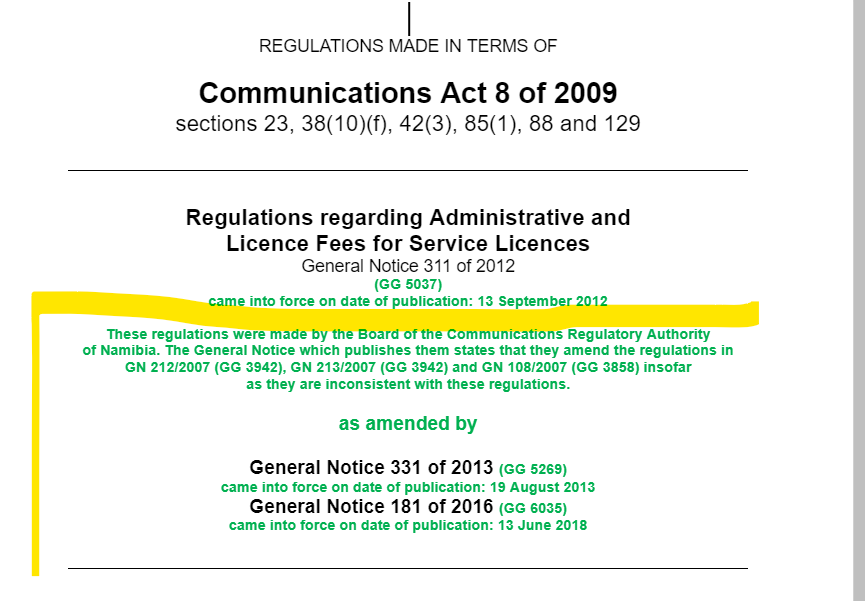 REGULATIONS MADE IN TERMS OF
Communications Act 8 of 2009
sections 23, 38(10)(f), 42(3), 85(1), 88 and 129
Regulations regarding Administrative and
Licence Fees for Service Licences
General Notice 311 of 2012
(GG 5037)
came into force on date of publication: 13 September 2012
These regulations were made by the Board of the Communications Regulatory Authority
of Namibia. The General Notice which publishes them states that they amend the regulations in
GN 212/2007 (GG 3942), GN 213/2007 (GG 3942) and GN 108/2007 (GG 3858) insofar
as they are inconsistent with these regulations.
as amended by
General Notice 331 of 2013 (GG 5269)
came into force on date of publication: 19 August 2013
General Notice 181 of 2016 (GG 6035)
came into force on date of publication: 13 June 2018